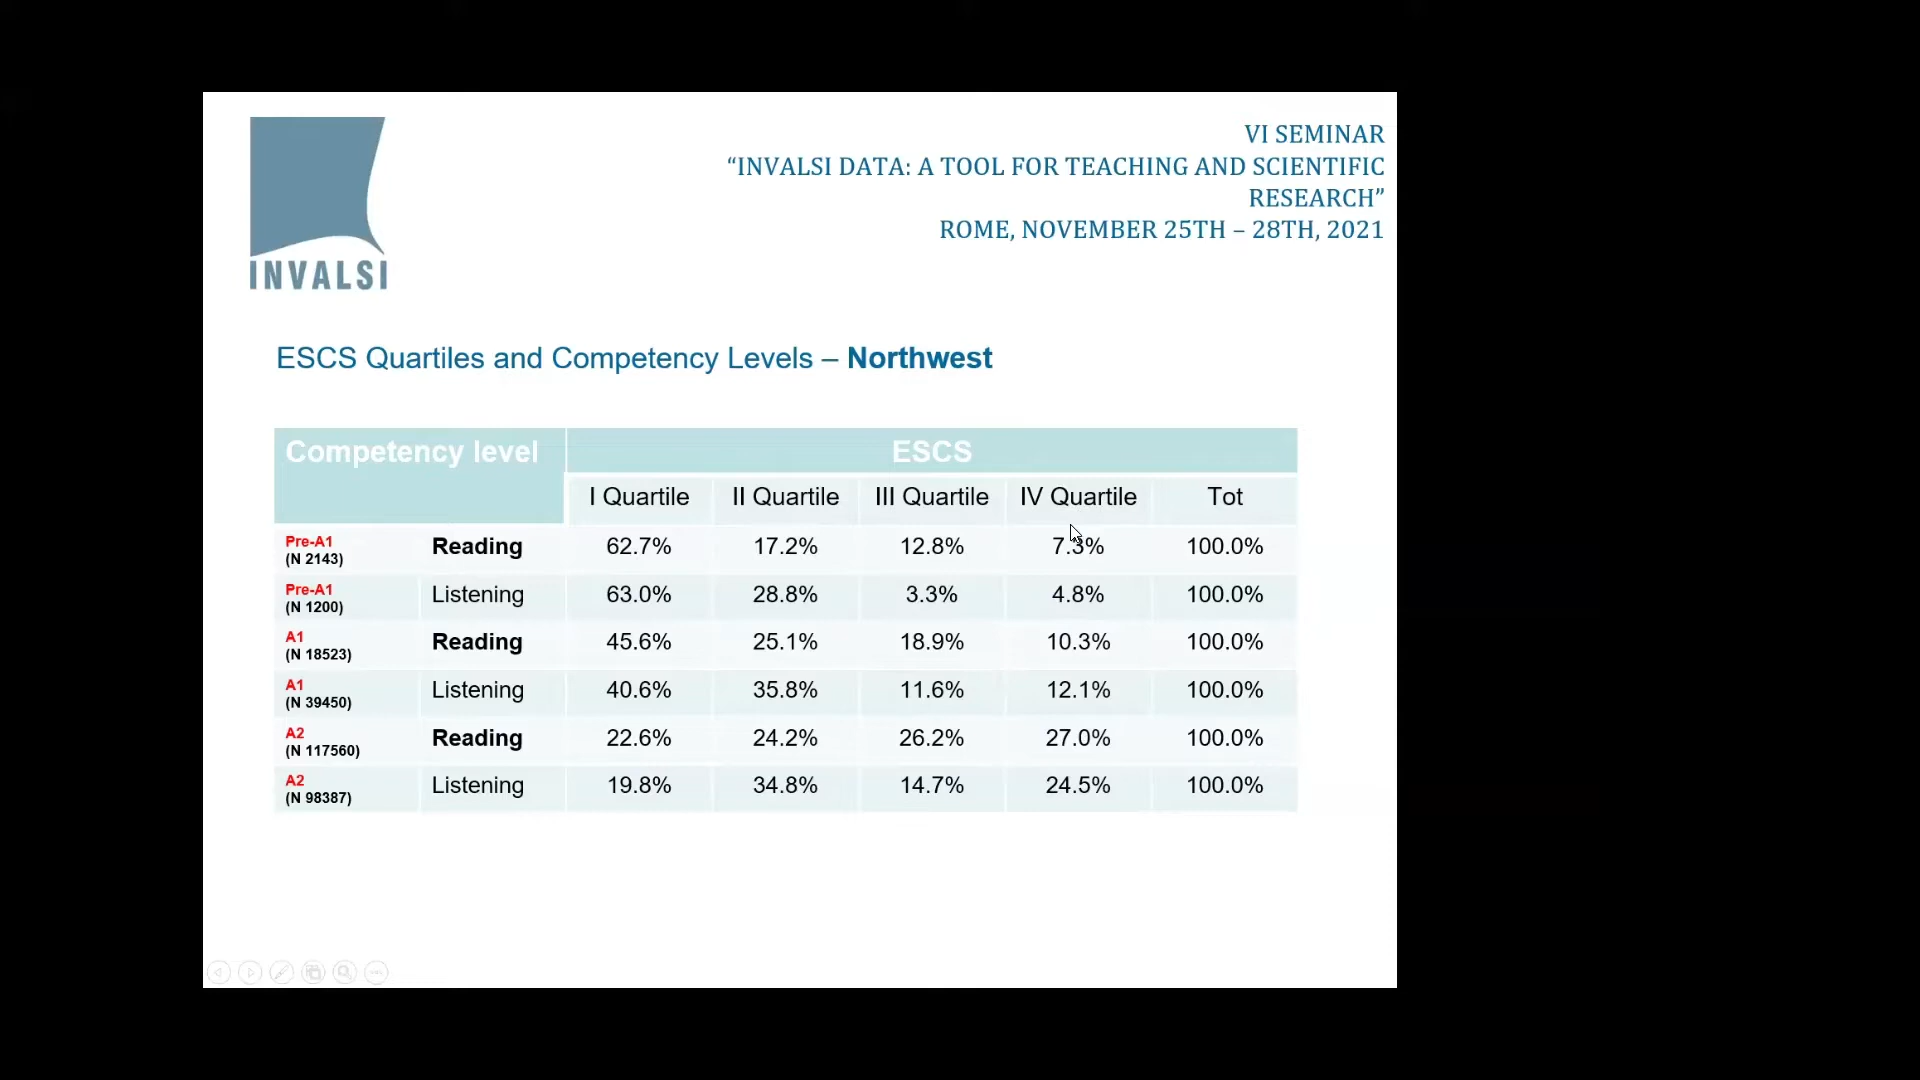 INVALSI
VI SEMINAR
“INVALSI DATA: A TOOL FOR TEACHING AND SCIENTIFIC
RESEARCH”
ROME, NOVEMBER 25TH – 28TH, 2021
ESCS Quartiles and Competency Levels – Northwest
Competency level ESCS
I Quartile II Quartile III Quartile IV Quartile Tot
Pre-A1
(N 2143) Reading 62.7% 17.2% 12.8% 7.3% 100.0%
Pre-A1
(N 1200) Listening 63.0% 28.8% 3.3% 4.8% 100.0%
A1
(N 18523) Reading 45.6% 25.1% 18.9% 10.3% 100.0%
A1
(N 39450) Listening 40.6% 35.8% 11.6% 12.1% 100.0%
A2
(N 117560) Reading 22.6% 24.2% 26.2% 27.0% 100.0%
A2
(N 98387) Listening 19.8% 34.8% 14.7% 24.5% 100.0%